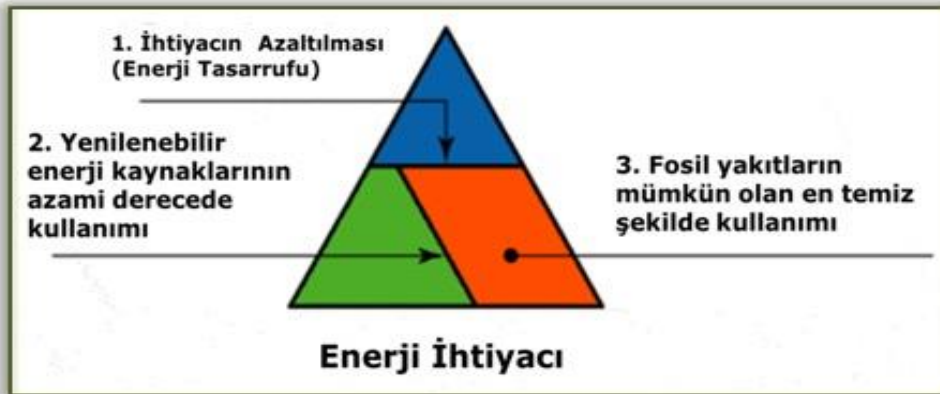 1. İhtiyacın Azaltılması
(Enerji Tasarrufu)
2. Yenilenebilir
enerji kaynaklarının
azami derecede
kullanımı
3. Fosil yakıtların
mümkün olan en temiz
şekilde kullanımı
Enerji İhtiyacı